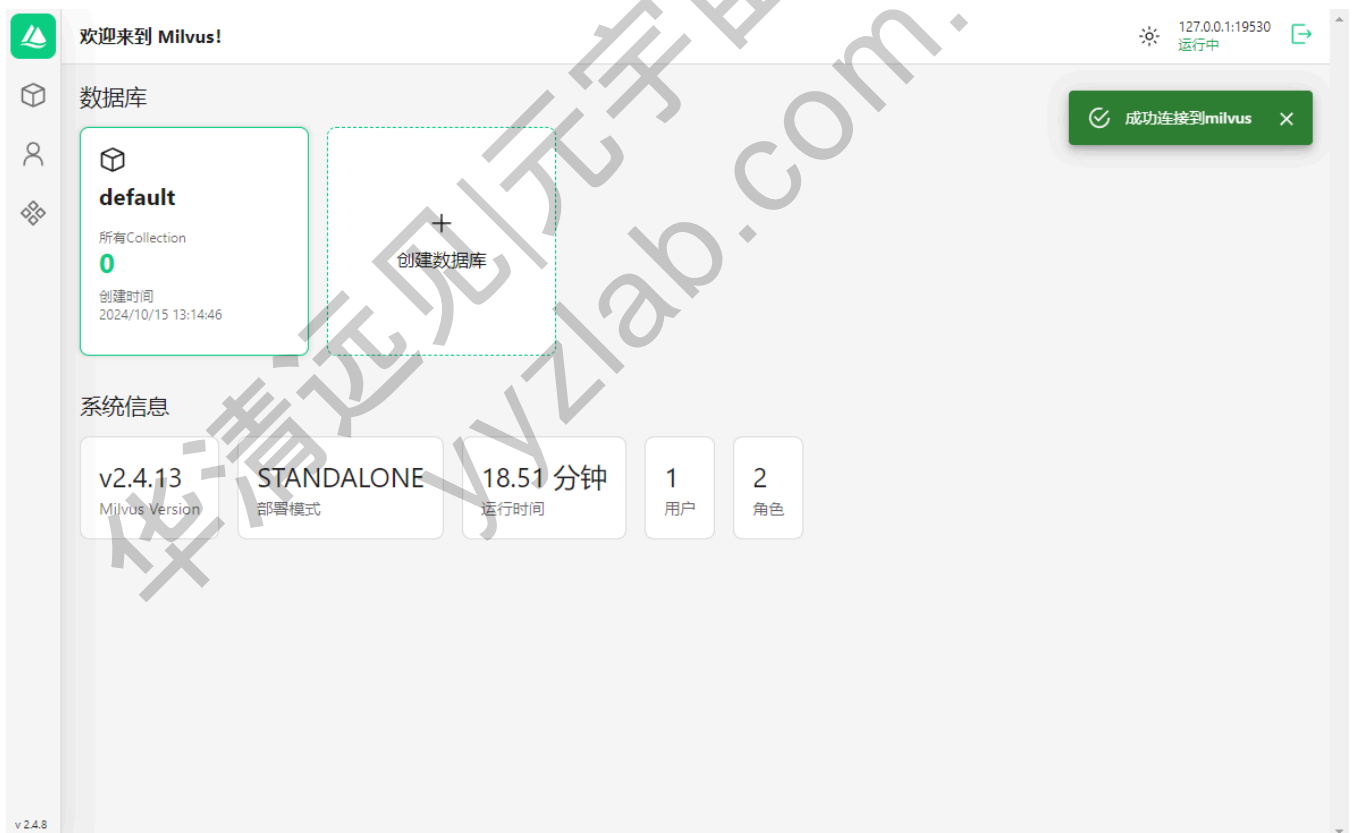 欢迎来到 Milvus!
127.0.0.1:19530
运行中
数据库
成功连接到milvus
default
所有Collection
0
创建时间
2024/10/15 13:14:46
创建数据库
系统信息
v2.4.13
Milvus Version
STANDALONE
部署模式
18.51 分钟
运行时间
1
用户
2
角色
v 2.4.8
华清远见|元宇宙
yyzlab.com.